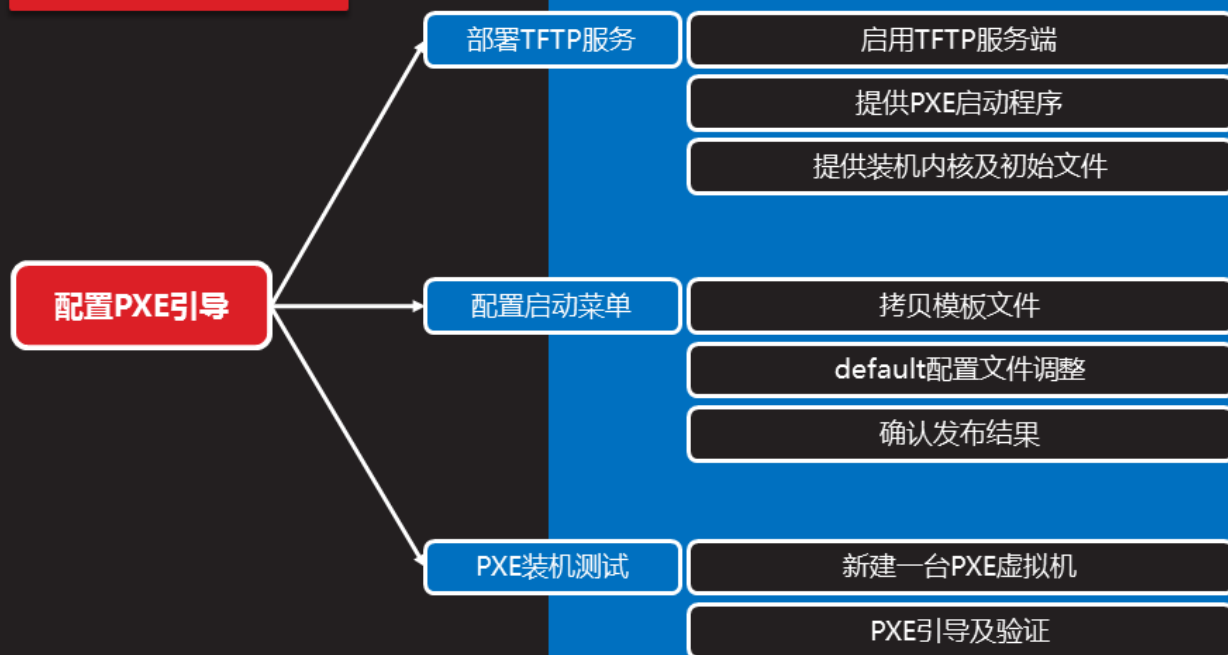 部署TFTP服务
启用TFTP服务端
提供PXE启动程序
提供装机内核及初始文件
配置PXE引导
配置启动菜单
拷贝模板文件
default配置文件调整
确认发布结果
PXE装机测试
新建一台PXE虚拟机
PXE引导及验证